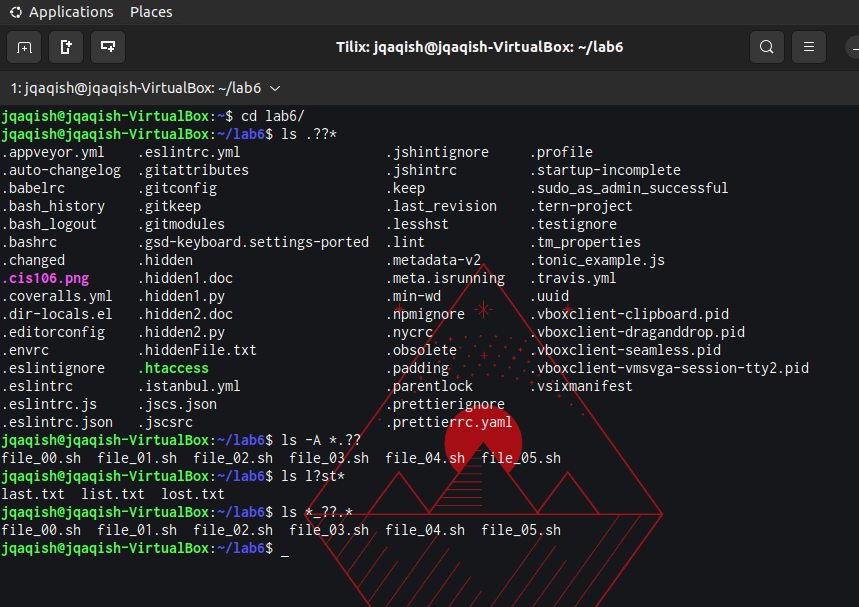 Applications Places
Tilix: jqaqish@jqaqish-VirtualBox: ~/lab6
1: jqaqish@jqaqish-VirtualBox: ~/lab6
jqaqish@jqaqish-VirtualBox:~$ cd lab6/
jqaqish@jqaqish-VirtualBox:~/lab6$ ls .??*
.appveyor.yml .eslintrc.yml .jshintignore .profile
.auto-changelog .gitattributes .jshintrc .startup-incomplete
.babelrc .gitconfig .keep .sudo_as_admin_successful
.bash_history .gitkeep .last_revision .tern-project
.bash_logout .gitmodules .lesshst .testignore
.bashrc .gsd-keyboard.settings-ported .lint .tm_properties
.changed .hidden .metadata-v2 .tonic_example.js
.cis106.png .hidden1.doc .meta.isrunning .travis.yml
.coveralls.yml .hidden1.py .min-wd .uuid
.dir-locals.el .hidden2.doc .npmignore .vboxclient-clipboard.pid
.editorconfig .hidden2.py .nycrc .vboxclient-draganddrop.pid
.envrc .hiddenFile.txt .obsolete .vboxclient-seamless.pid
.eslintignore .htaccess .padding .vboxclient-vmsvga-session-tty2.pid
.eslintrc .istanbul.yml .parentlock .vsixmanifest
.eslintrc.js .jscs.json .prettierignore
.eslintrc.json .jscsrc .prettierrc.yaml
jqaqish@jqaqish-VirtualBox:~/lab6$ ls -A *.??
file_00.sh file_01.sh file_02.sh file_03.sh file_04.sh file_05.sh
jqaqish@jqaqish-VirtualBox:~/lab6$ ls l?st*
last.txt list.txt lost.txt
jqaqish@jqaqish-VirtualBox:~/lab6$ ls *_??.*
file_00.sh file_01.sh file_02.sh file_03.sh file_04.sh file_05.sh
jqaqish@jqaqish-VirtualBox:~/lab6$ _